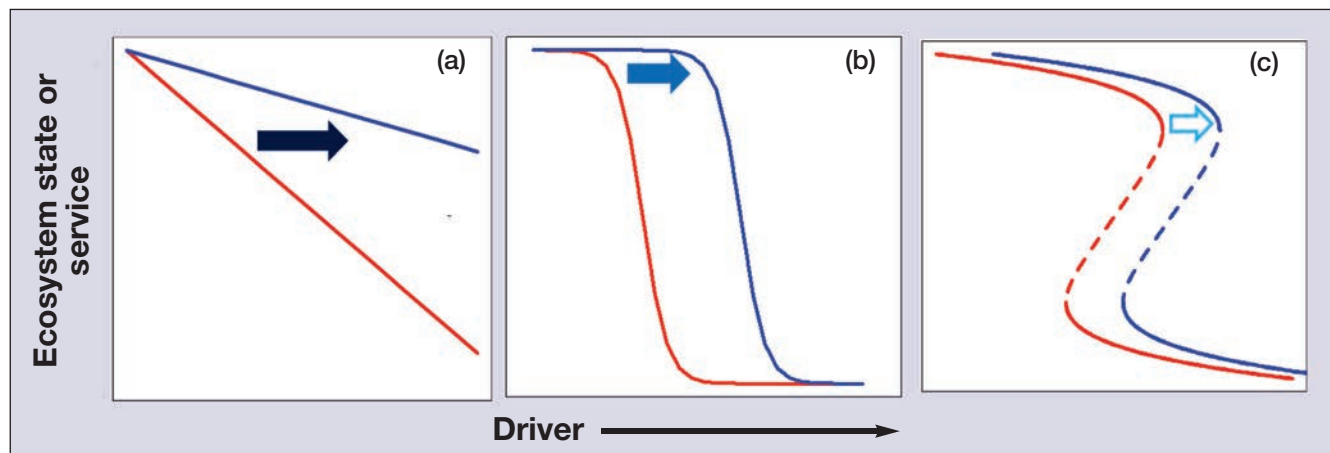 Ecosystem state or
service
(a)
(b)
(c)
Driver